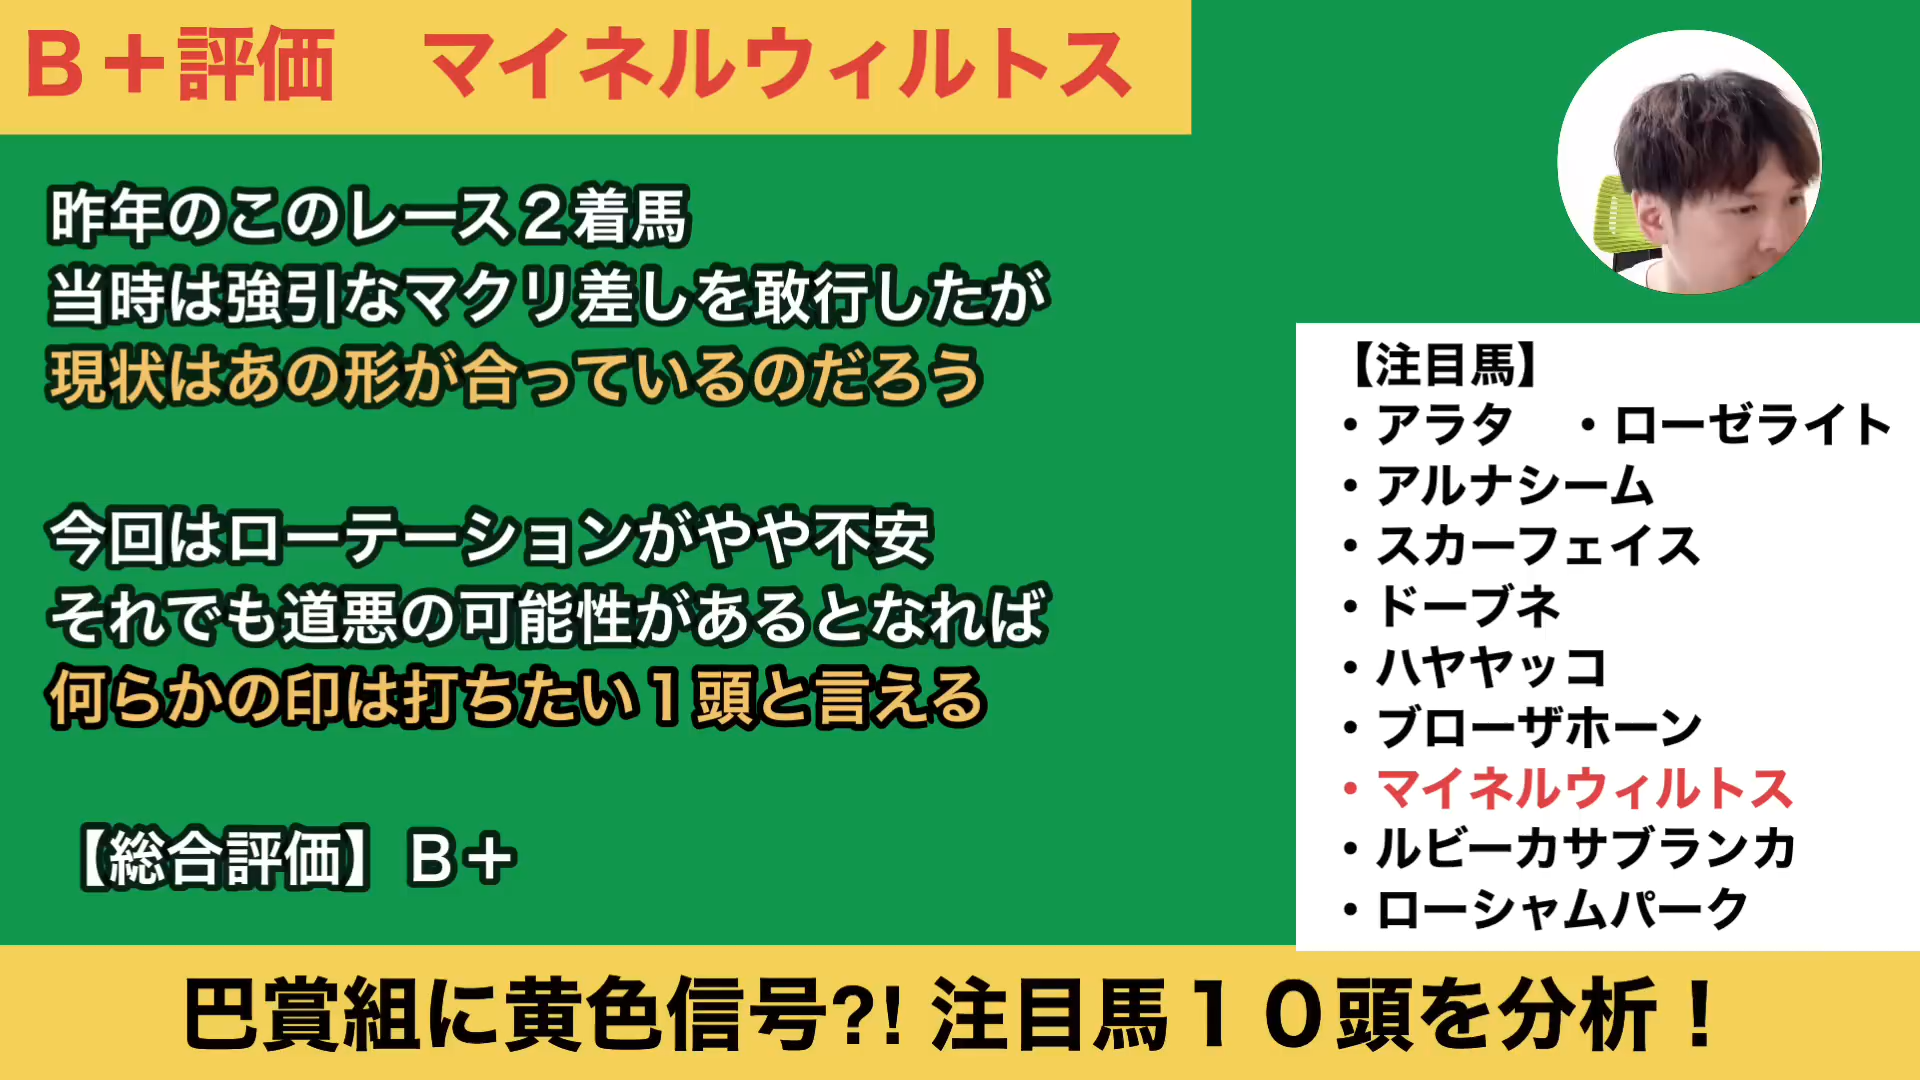 B＋評価　マイネルウィルトス
昨年のこのレース２着馬
当時は強引なマクリ差しを敢行したが
現状はあの形が合っているのだろう
今回はローテーションがやや不安
それでも道悪の可能性があるとなれば
何らかの印は打ちたい１頭と言える
【総合評価】B＋
【注目馬】
・アラタ　・ローゼライト
・アルナシーム
・スカーフェイス
・ドーブネ
・ハヤヤッコ
・ブローザホーン
・マイネルウィルトス
・ルビーカサブランカ
・ローシャムパーク
巴賞組に黄色信号?! 注目馬１０頭を分析！